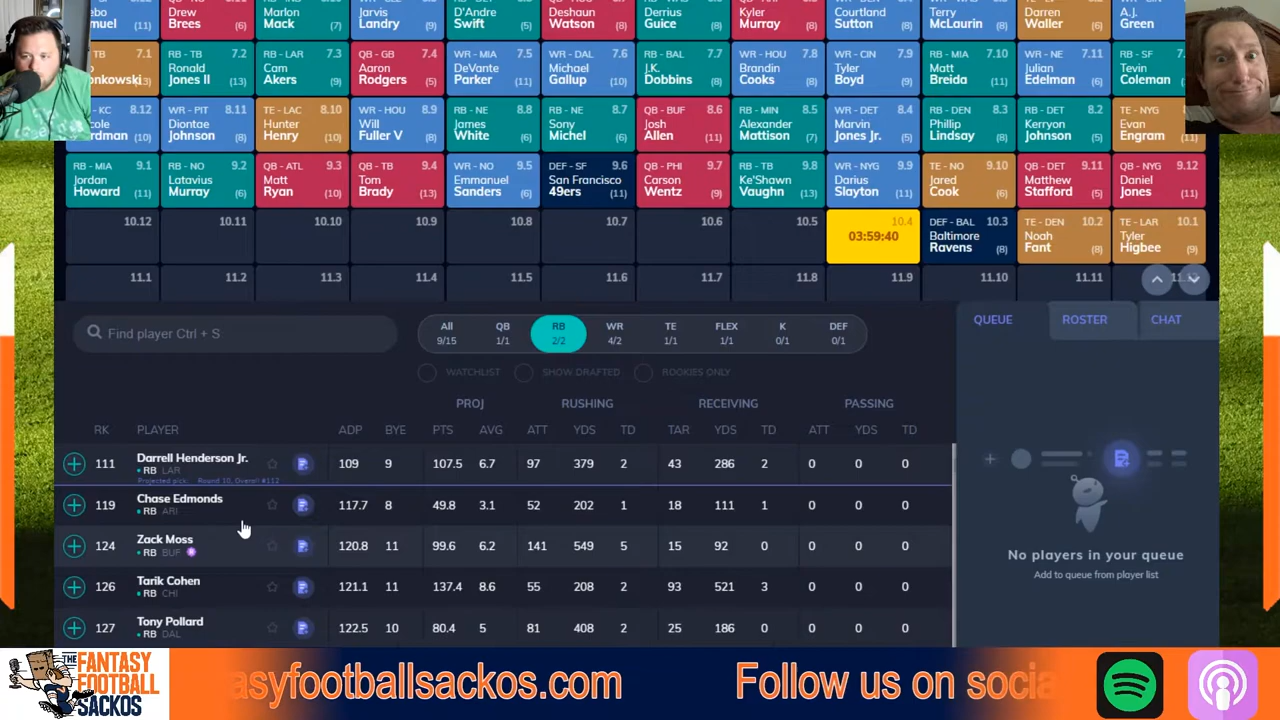 Drew
Brees
Marlon
Mack
Jarvis
Landry
D'Andre
Swift
Deshaun
Watson
Derrius
Guice
Kyler
Murray
Courtland
Sutton
Terry
McLaurin
Darren
Waller
A.J.
Green
TB 7.1
(13)
RB - TB 7.2
Ronald
Jones II (13)
RB - LAR 7.3
Cam
Akers (9)
QB - GB 7.4
Aaron
Rodgers (5)
WR - MIA 7.5
DeVante
Parker (11)
WR - DAL 7.6
Michael
Gallup (10)
RB - BAL 7.7
J.K.
Dobbins (8)
WR - HOU 7.8
Brandin
Cooks (8)
WR - CIN 7.9
Tyler
Boyd (9)
RB - MIA 7.10
Matt
Breida (11)
WR - NE 7.11
Julian
Edelman (6)
RB - SF
Tevin
Coleman
KC 8.12
(10)
WR - PIT 8.11
Diontae
Johnson (8)
TE - LAC 8.10
Hunter
Henry (10)
WR - HOU 8.9
Will
Fuller V (8)
RB - NE 8.8
James
White (6)
RB - NE 8.7
Sony
Michel (6)
QB - BUF 8.6
Josh
Allen (11)
RB - MIN 8.5
Alexander
Mattison (7)
WR - DET 8.4
Marvin
Jones Jr. (5)
RB - DEN 8.3
Phillip
Lindsay (8)
RB - DET 8.2
Kerryon
Johnson (5)
TE - NYG
Evan
Engram
RB - MIA 9.1
Jordan
Howard (11)
RB - NO 9.2
Latavius
Murray (6)
QB - ATL 9.3
Matt
Ryan (10)
QB - TB 9.4
Tom
Brady (13)
WR - NO 9.5
Emmanuel
Sanders (6)
DEF - SF 9.6
San Francisco
49ers (11)
QB - PHI 9.7
Carson
Wentz (9)
RB - TB 9.8
Ke'Shawn
Vaughn (13)
WR - NYG 9.9
Darius
Slayton (11)
TE - NO 9.10
Jared
Cook (6)
QB - DET 9.11
Matthew
Stafford (5)
QB - NYG 9.12
Daniel
Jones (11)
10.12 10.11 10.10 10.9 10.8 10.7 10.6 10.5
10.4
03:59:40
DEF - BAL 10.3
Baltimore
Ravens (8)
TE - DEN 10.2
Noah
Fant (8)
TE - LAR 10.1
Tyler
Higbee (9)
11.1 11.2 11.3 11.4 11.5 11.6 11.7 11.8 11.9 11.10 11.11
Find player Ctrl + S
All QB RB WR TE FLEX K DEF
9/15 1/1 2/2 4/2 1/1 1/1 0/1 0/1
QUEUE ROSTER CHAT
WATCHLIST SHOW DRAFTED ROOKIES ONLY
PROJ RUSHING RECEIVING PASSING
RK PLAYER ADP BYE PTS AVG ATT YDS TD TAR YDS TD ATT YDS TD
111 Darrell Henderson Jr. 109 9 107.5 6.7 97 379 2 43 286 2 0 0 0
RB LAR
Projected pick: Round 10, Overall #112
119 Chase Edmonds 117.7 8 49.8 3.1 52 202 1 18 111 1 0 0 0
RB ARI
124 Zack Moss 120.8 11 99.6 6.2 141 549 5 15 92 0 0 0 0
RB BUF
126 Tarik Cohen 121.1 11 137.4 8.6 55 208 2 93 521 3 0 0 0
RB CHI
127 Tony Pollard 122.5 10 80.4 5 81 408 2 25 186 0 0 0 0
RB DAL
No players in your queue
Add to queue from player list
THE
FANTASY
FOOTBALL
SACKOS
asyfootballsackos.com Follow us on socia